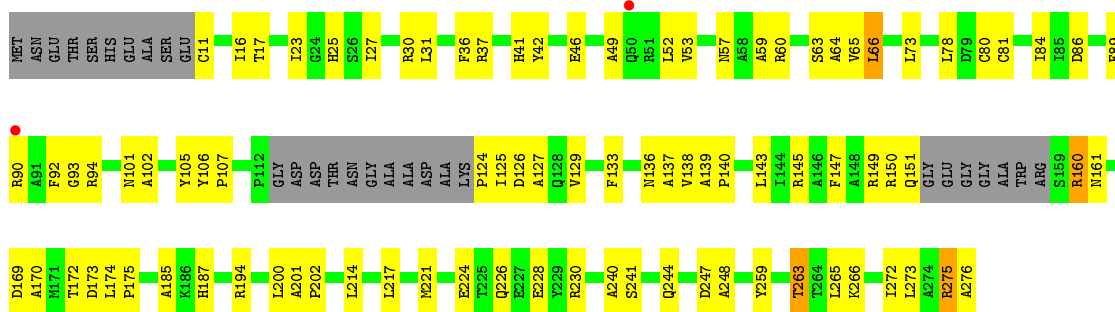 MET ASN GLU THR SER HIS GLU ALA SER GLU C11 I16 T17 I23 G24 H25 S26 I27 R30 L31 F36 R37 H41 Y42 E46 A49 Q50 R51 L52 V53 N57 A58 A59 R60 S63 A64 V65 L66 L73 L78 D79 C80 C81 I84 I85 D86
R90 A91 F92 G93 R94 N101 A102 Y105 Y106 P107 P112 GLY ASP ASP THR ASN GLY ALA ALA ASP ALA LYS P124 I125 D126 A127 Q128 V129 F133 N136 A137 V138 A139 P140 L143 I144 R145 A146 F147 A148 R149 R150 Q151 GLY GLU GLY GLY ALA TRP ARG S159 R160 N161
D169 A170 M171 T172 D173 L174 P175 A185 K186 H187 R194 L200 A201 P202 L214 L217 M221 E224 T225 Q226 E227 E228 Y229 R230 A240 S241 Q244 D247 A248 Y259 T263 T264 L265 K266 I272 L273 A274 R275 A276